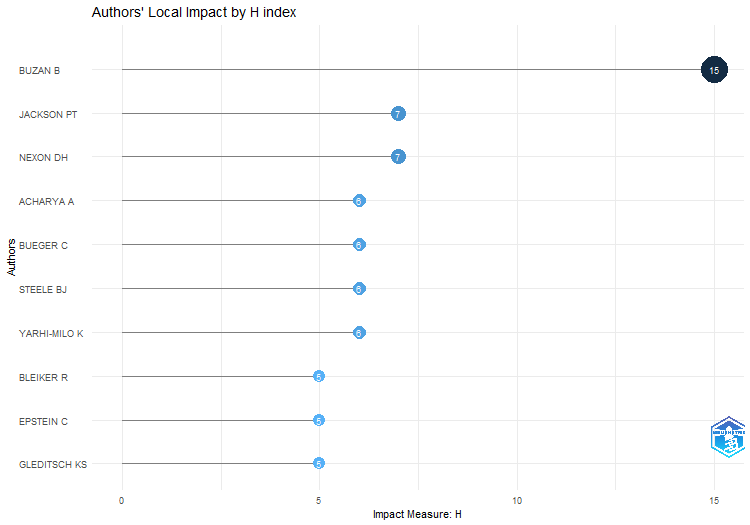 Authors' Local Impact by H index
Authors
BUZAN B
15
JACKSON PT
7
NEXON DH
7
ACHARYA A
6
BUEGER C
6
STEELE BJ
6
YARHI-MILO K
6
BLEIKER R
5
EPSTEIN C
5
GLEDITSCH KS
5
0
5
10
15
Impact Measure: H